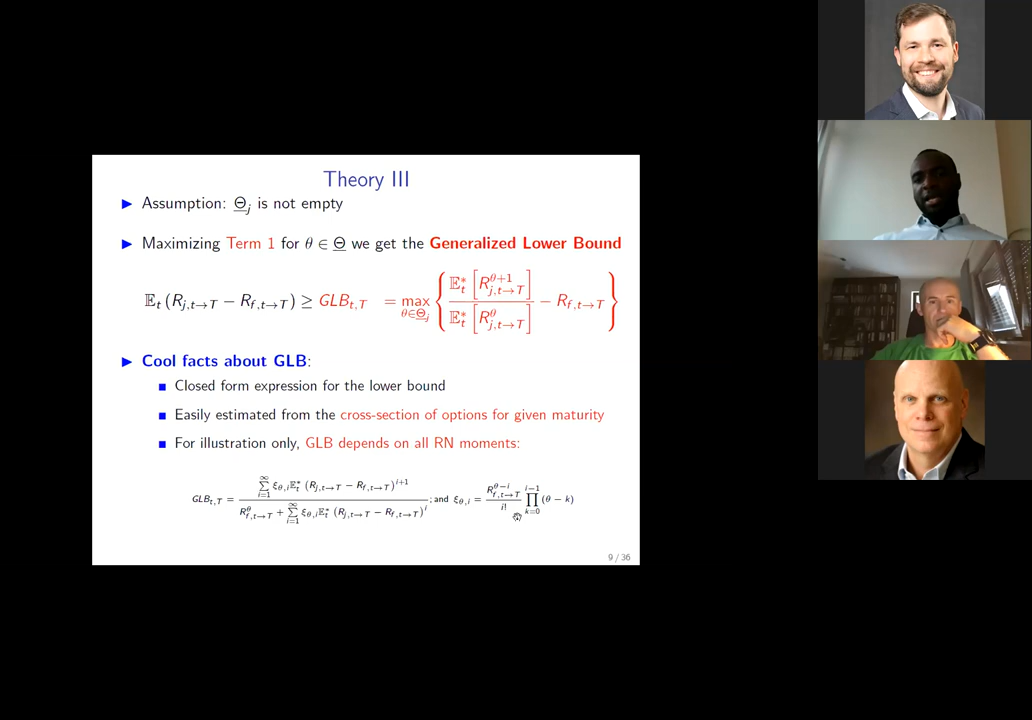 Theory III
▶ Assumption: Θ̲_j is not empty
▶ Maximizing Term 1 for θ ∈ Θ̲ we get the Generalized Lower Bound
𝔼_t (R_{j,t→T} − R_{f,t→T}) ≥ GLB_{t,T} = max_{θ∈Θ̲_j} { 𝔼*_t [R^{θ+1}_{j,t→T}] / 𝔼*_t [R^θ_{j,t→T}] − R_{f,t→T} }
▶ Cool facts about GLB:
■ Closed form expression for the lower bound
■ Easily estimated from the cross-section of options for given maturity
■ For illustration only, GLB depends on all RN moments:
GLB_{t,T} = ∑_{i=1}^{∞} ξ_{θ,i} 𝔼*_t (R_{j,t→T} − R_{f,t→T})^{i+1} / R^θ_{f,t→T} + ∑_{i=1}^{∞} ξ_{θ,i} 𝔼*_t (R_{j,t→T} − R_{f,t→T})^i ; and ξ_{θ,i} = R^{θ−i}_{f,t→T} / i! ∏_{k=0}^{i−1} (θ − k)
9 / 36